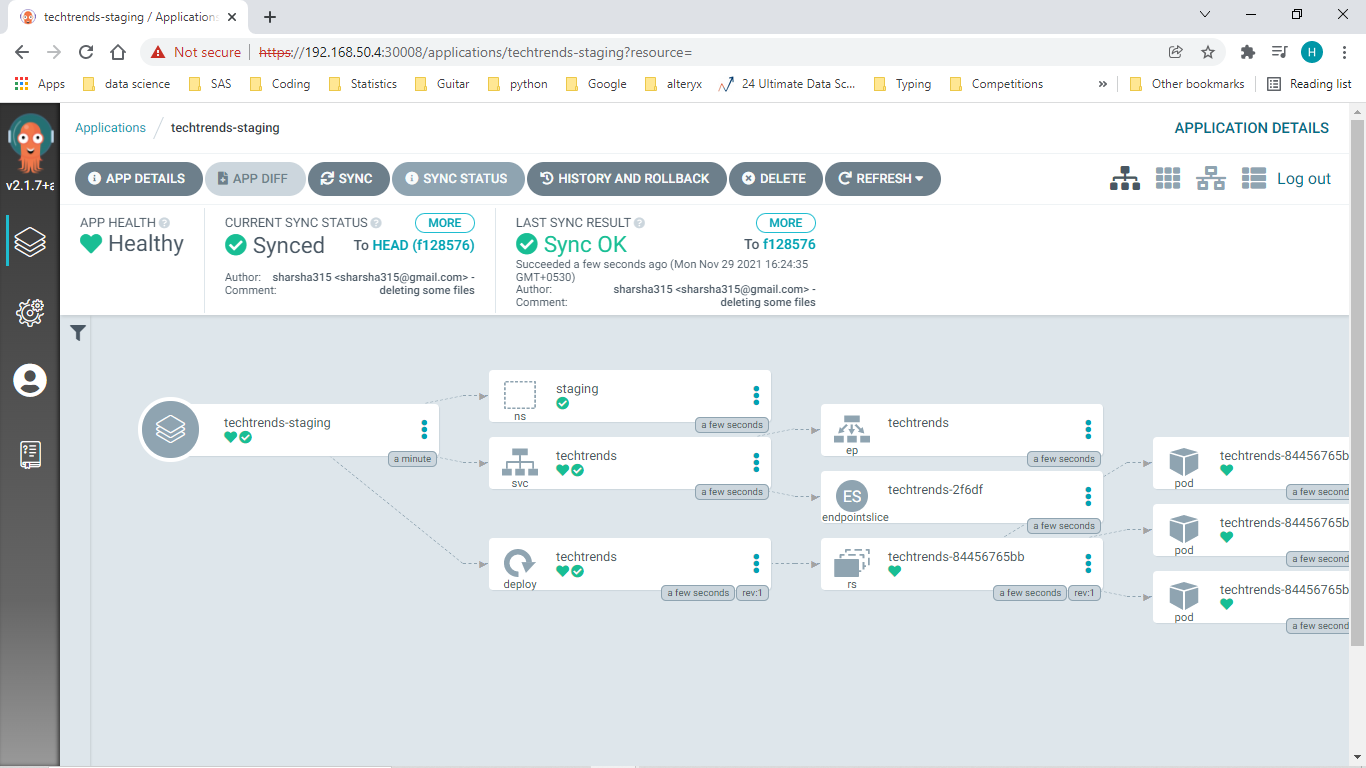 techtrends-staging / Applications
Not secure https://192.168.50.4:30008/applications/techtrends-staging?resource=
H
Apps data science SAS Coding Statistics Guitar python Google alteryx 24 Ultimate Data Sc... Typing Competitions » Other bookmarks Reading list
v2.1.7+a
Applications / techtrends-staging
APPLICATION DETAILS
APP DETAILS APP DIFF SYNC SYNC STATUS HISTORY AND ROLLBACK DELETE REFRESH
Log out
APP HEALTH
Healthy
CURRENT SYNC STATUS MORE
Synced To HEAD (f128576)
Author: sharsha315 <sharsha315@gmail.com> -
Comment: deleting some files
LAST SYNC RESULT MORE
Sync OK To f128576
Succeeded a few seconds ago (Mon Nov 29 2021 16:24:35
GMT+0530)
Author: sharsha315 <sharsha315@gmail.com> -
Comment: deleting some files
techtrends-staging
a minute
staging
ns
a few seconds
techtrends
svc
a few seconds
techtrends
deploy
a few seconds rev:1
techtrends
ep
a few seconds
ES
techtrends-2f6df
endpointslice
a few seconds
techtrends-84456765bb
rs
a few seconds rev:1
techtrends-84456765b
pod
a few second
techtrends-84456765b
pod
a few second
techtrends-84456765b
pod
a few second